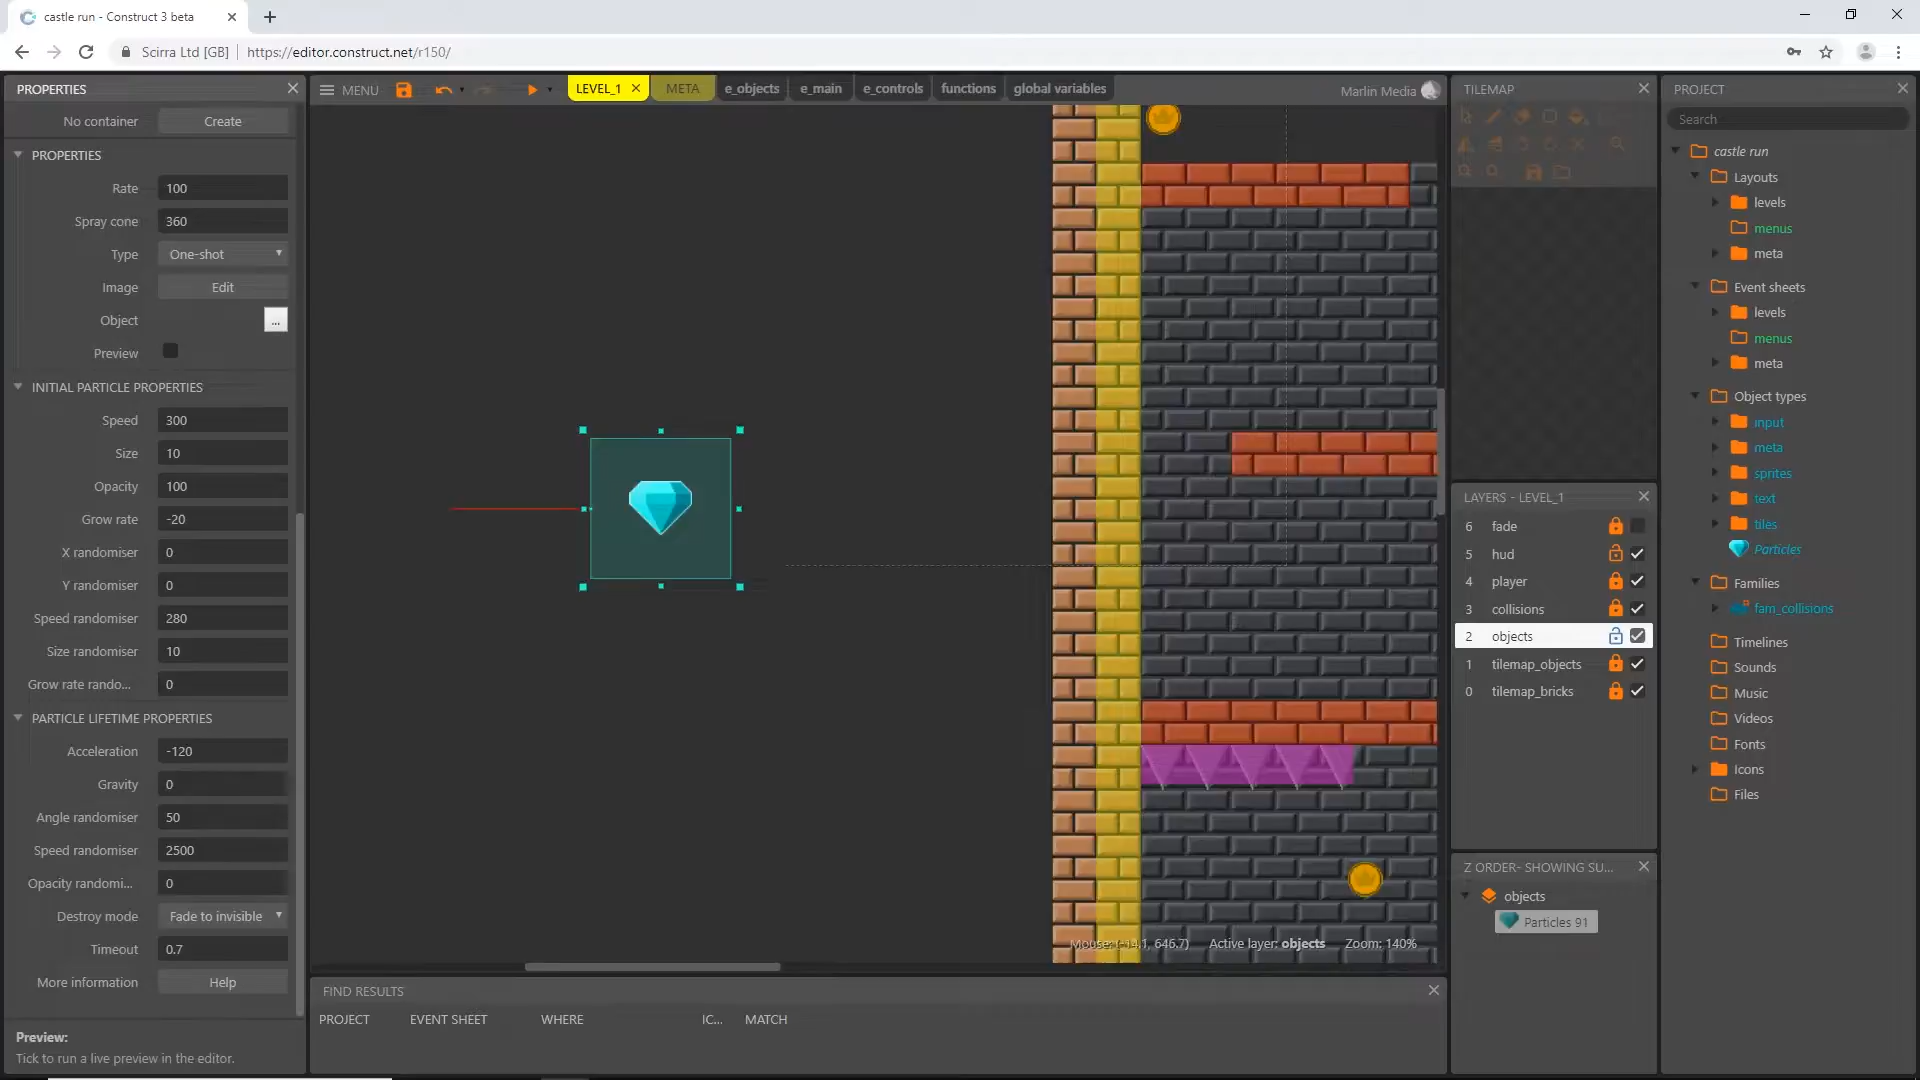 castle run - Construct 3 beta
Scirra Ltd [GB]
https://editor.construct.net/r150/
PROPERTIES
No container
Create
PROPERTIES
Rate
100
Spray cone
360
Type
One-shot
Image
Edit
Object
...
Preview
INITIAL PARTICLE PROPERTIES
Speed
300
Size
10
Opacity
100
Grow rate
-20
X randomiser
0
Y randomiser
0
Speed randomiser
280
Size randomiser
10
Grow rate rando...
0
PARTICLE LIFETIME PROPERTIES
Acceleration
-120
Gravity
0
Angle randomiser
50
Speed randomiser
2500
Opacity randomi...
0
Destroy mode
Fade to invisible
Timeout
0.7
More information
Help
Preview:
Tick to run a live preview in the editor.
MENU
LEVEL_1
META
e_objects
e_main
e_controls
functions
global variables
Marlin Media
Active layer: objects
Zoom: 140%
FIND RESULTS
PROJECT
EVENT SHEET
WHERE
IC...
MATCH
TILEMAP
LAYERS - LEVEL_1
6 fade
5 hud
4 player
3 collisions
2 objects
1 tilemap_objects
0 tilemap_bricks
Z ORDER- SHOWING SU...
objects
Particles 91
PROJECT
Search
castle run
Layouts
levels
menus
meta
Event sheets
levels
menus
meta
Object types
input
meta
sprites
text
tiles
Particles
Families
fam_collisions
Timelines
Sounds
Music
Videos
Fonts
Icons
Files